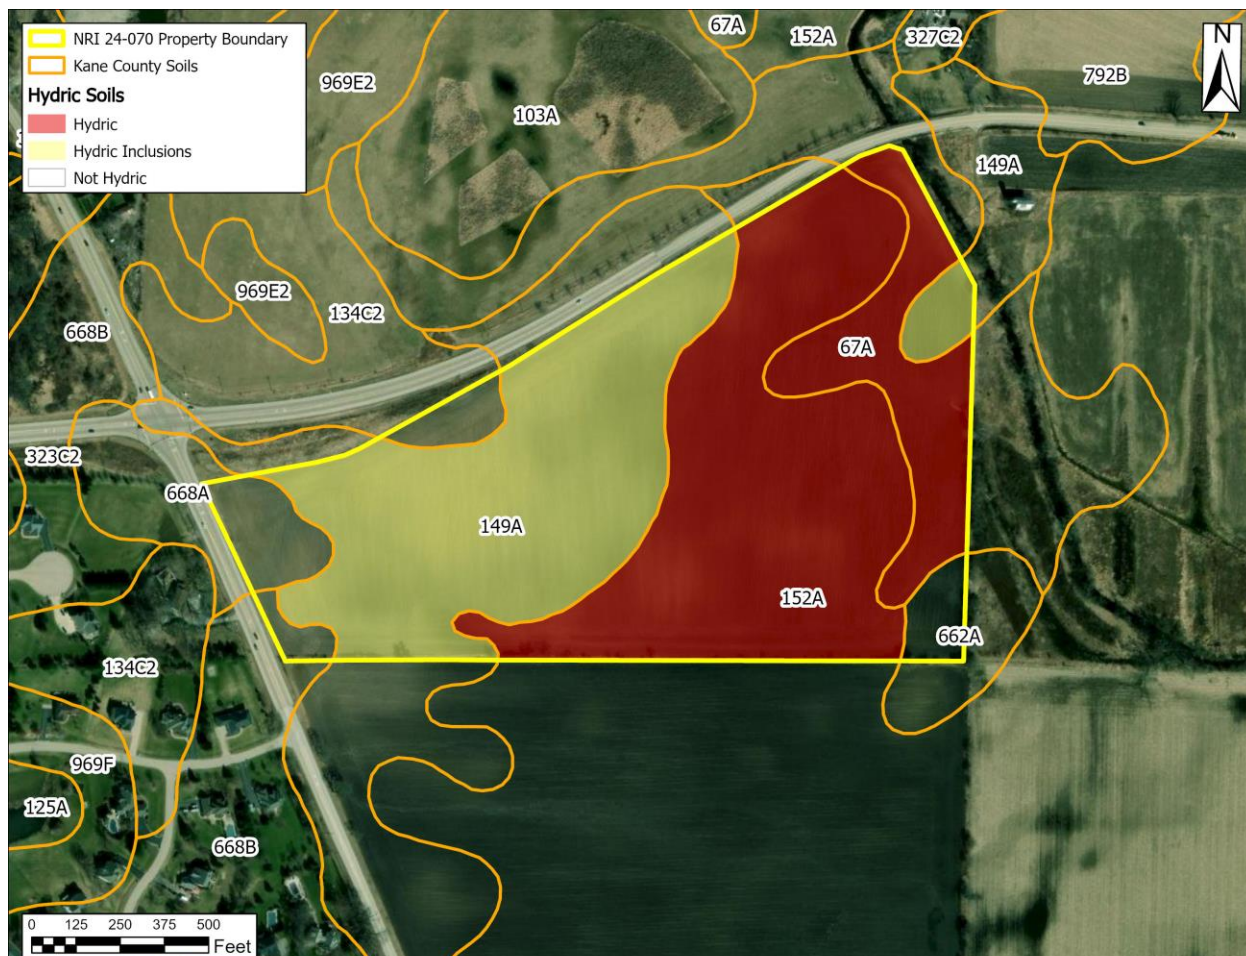 NRI 24-070 Property Boundary
Kane County Soils
Hydric Soils
Hydric
Hydric Inclusions
Not Hydric
67A
152A
327C2
N
969E2
103A
792B
149A
969E2
134C2
668B
67A
323C2
668A
149A
152A
662A
134C2
969F
125A
668B
0 125 250 375 500
Feet